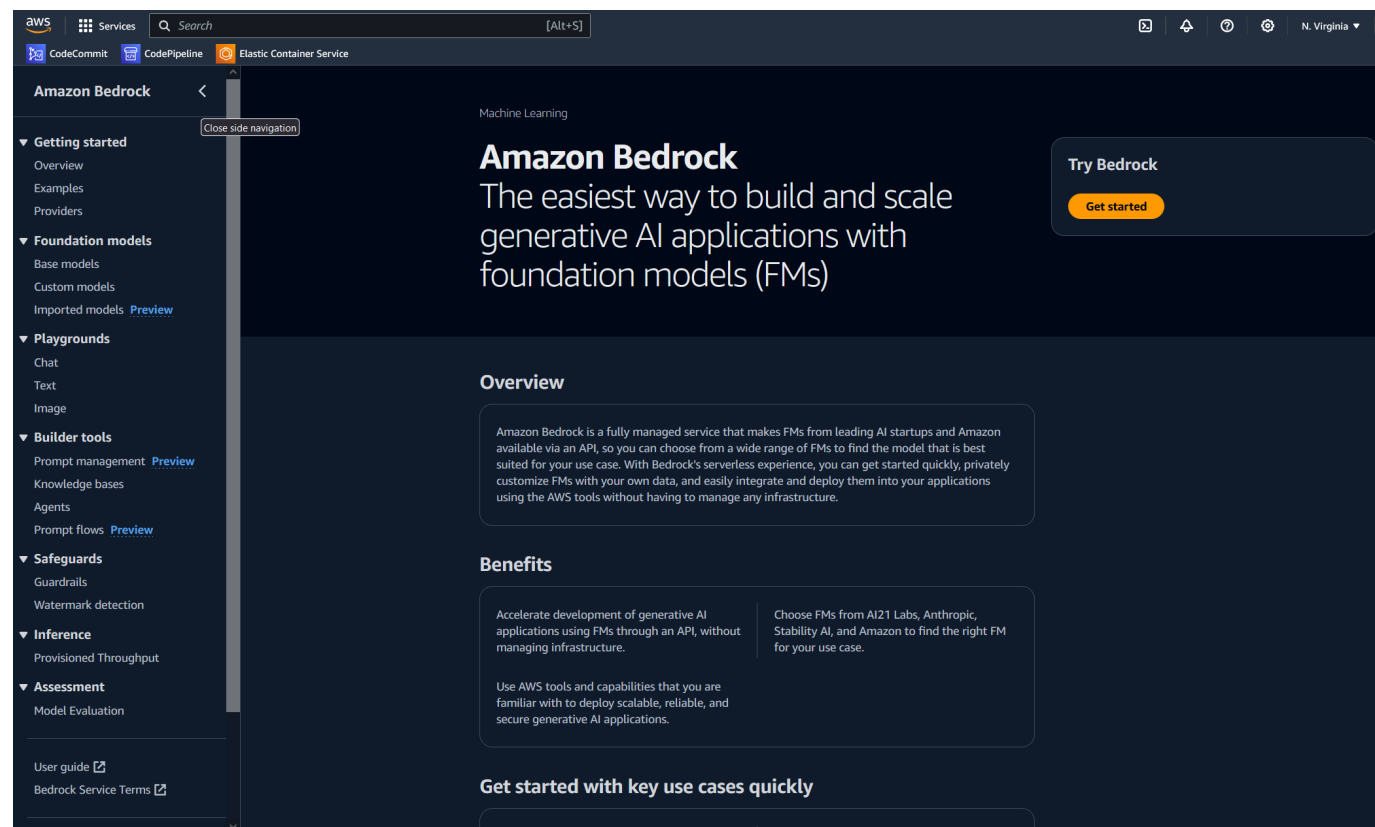 aws
Services
Search
[Alt+S]
N. Virginia
CodeCommit
CodePipeline
Elastic Container Service
Amazon Bedrock
Close side navigation
Getting started
Overview
Examples
Providers
Foundation models
Base models
Custom models
Imported models Preview
Playgrounds
Chat
Text
Image
Builder tools
Prompt management Preview
Knowledge bases
Agents
Prompt flows Preview
Safeguards
Guardrails
Watermark detection
Inference
Provisioned Throughput
Assessment
Model Evaluation
User guide
Bedrock Service Terms
Machine Learning
Amazon Bedrock
The easiest way to build and scale
generative AI applications with
foundation models (FMs)
Try Bedrock
Get started
Overview
Amazon Bedrock is a fully managed service that makes FMs from leading AI startups and Amazon
available via an API, so you can choose from a wide range of FMs to find the model that is best
suited for your use case. With Bedrock's serverless experience, you can get started quickly, privately
customize FMs with your own data, and easily integrate and deploy them into your applications
using the AWS tools without having to manage any infrastructure.
Benefits
Accelerate development of generative AI
applications using FMs through an API, without
managing infrastructure.
Choose FMs from AI21 Labs, Anthropic,
Stability AI, and Amazon to find the right FM
for your use case.
Use AWS tools and capabilities that you are
familiar with to deploy scalable, reliable, and
secure generative AI applications.
Get started with key use cases quickly